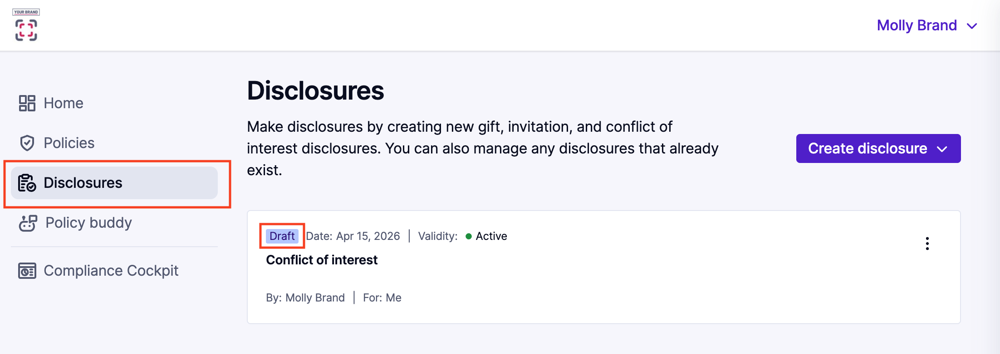 YOUR BRAND
Molly Brand
Home
Policies
Disclosures
Policy buddy
Compliance Cockpit
Disclosures
Make disclosures by creating new gift, invitation, and conflict of
interest disclosures. You can also manage any disclosures that already
exist.
Create disclosure
Draft Date: Apr 15, 2026 | Validity: Active
Conflict of interest
By: Molly Brand | For: Me